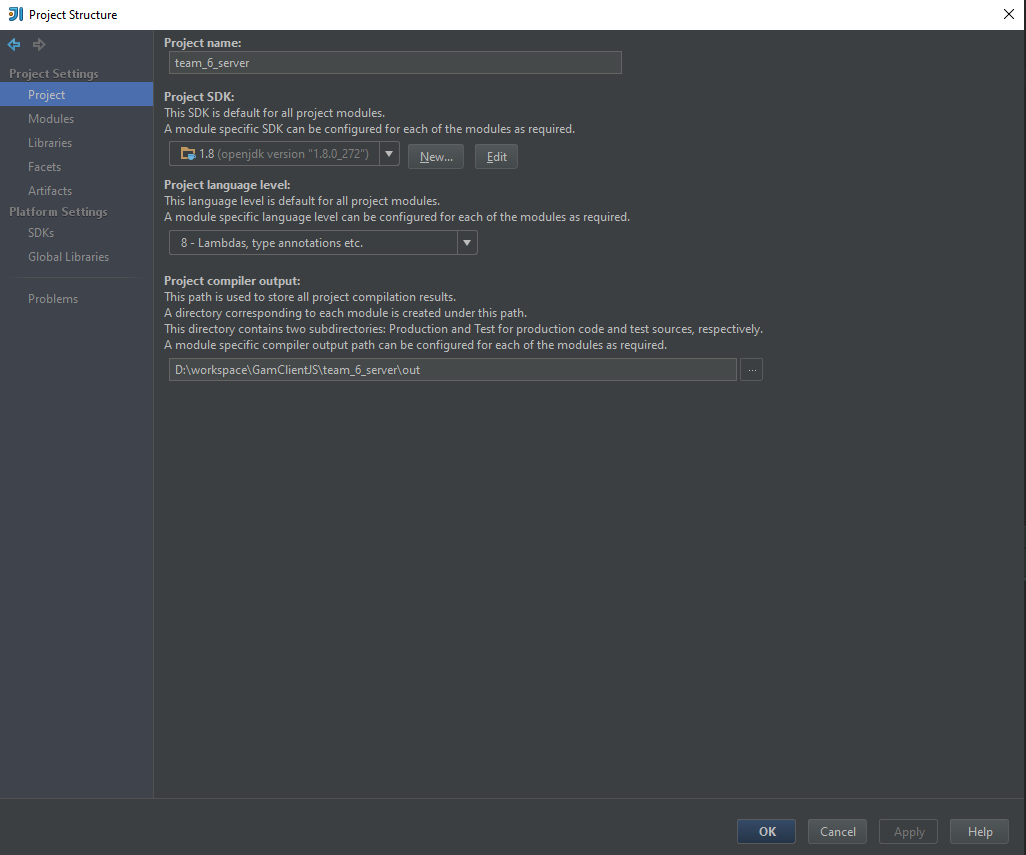 Project Structure
Project Settings
Project
Modules
Libraries
Facets
Artifacts
Platform Settings
SDKs
Global Libraries
Problems
Project name:
team_6_server
Project SDK:
This SDK is default for all project modules.
A module specific SDK can be configured for each of the modules as required.
1.8 (openjdk version "1.8.0_272")
New...
Edit
Project language level:
This language level is default for all project modules.
A module specific language level can be configured for each of the modules as required.
8 - Lambdas, type annotations etc.
Project compiler output:
This path is used to store all project compilation results.
A directory corresponding to each module is created under this path.
This directory contains two subdirectories: Production and Test for production code and test sources, respectively.
A module specific compiler output path can be configured for each of the modules as required.
D:\workspace\GamClientJS\team_6_server\out
...
OK
Cancel
Apply
Help